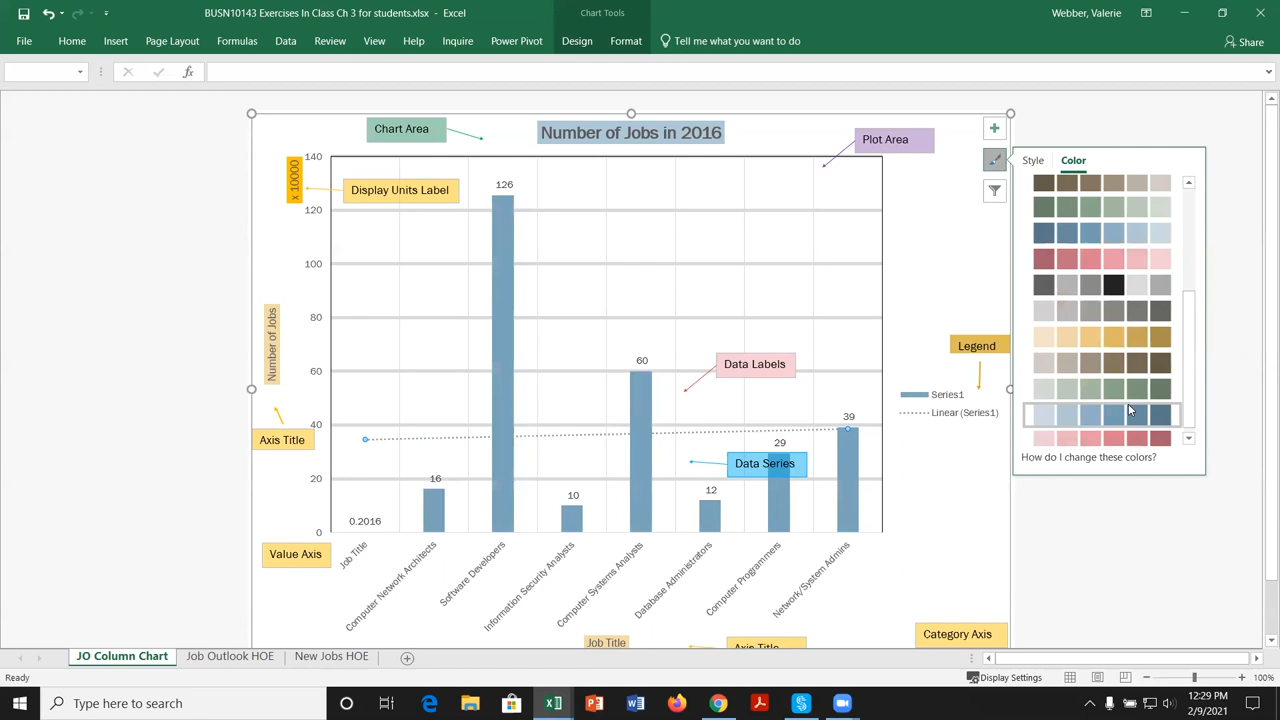 BUSN10143 Exercises In Class Ch 3 for students.xlsx - Excel
Chart Tools
Webber, Valerie
File Home Insert Page Layout Formulas Data Review View Help Inquire Power Pivot Design Format Tell me what you want to do
Share
fx
Chart Area
Number of Jobs in 2016
Plot Area
Style Color
140
x 10000
Display Units Label
126
120
100
80
60
40
20
0
Number of Jobs
Axis Title
Value Axis
0.2016
16
10
60
12
29
39
Data Labels
Data Series
Legend
Series1
Linear (Series1)
How do I change these colors?
Job Title
Computer Network Architects
Software Developers
Information Security Analysts
Computer Systems Analysts
Database Administrators
Computer Programmers
Network/System Admins
Category Axis
Job Title
Axis Title
JO Column Chart Job Outlook HOE New Jobs HOE
Ready
Display Settings
100%
Type here to search
12:29 PM
2/9/2021